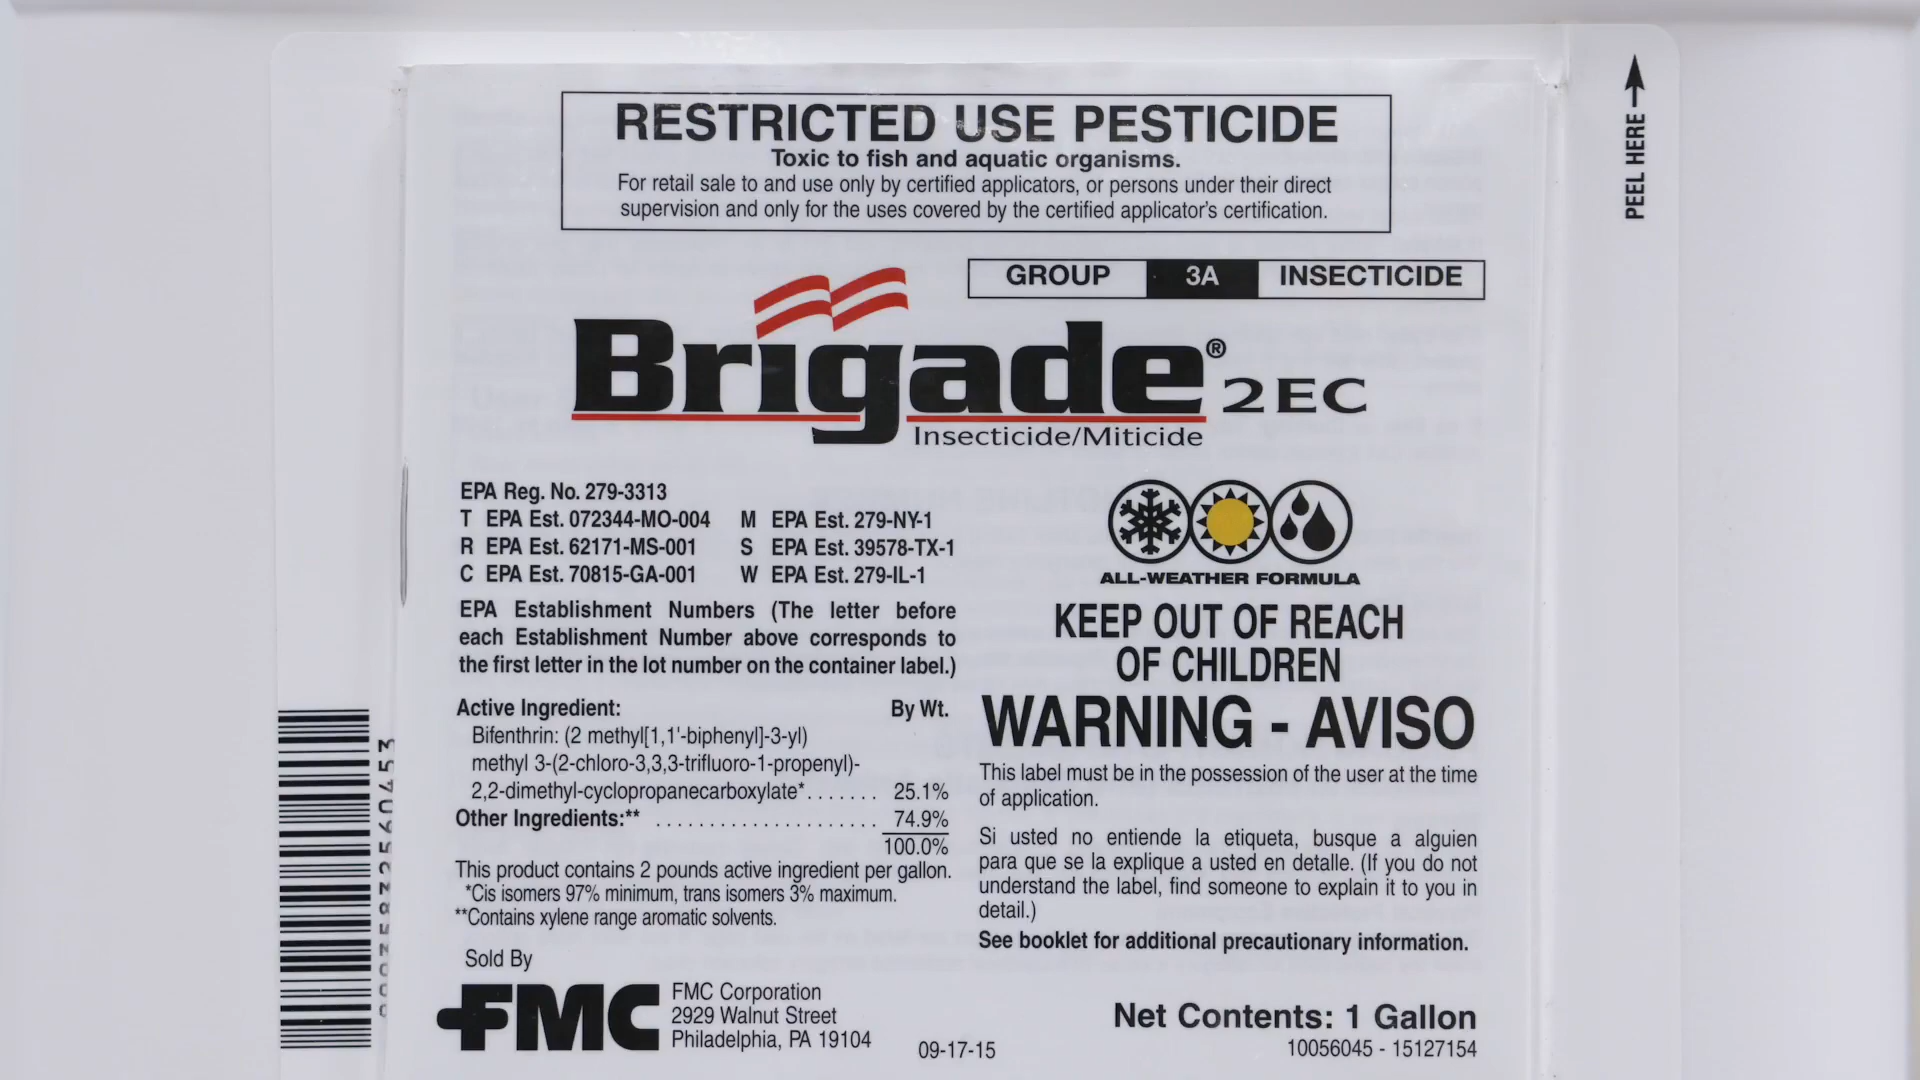 RESTRICTED USE PESTICIDE
Toxic to fish and aquatic organisms.
For retail sale to and use only by certified applicators, or persons under their direct
supervision and only for the uses covered by the certified applicator's certification.
PEEL HERE
GROUP 3A INSECTICIDE
Brigade® 2EC
Insecticide/Miticide
EPA Reg. No. 279-3313
T EPA Est. 072344-MO-004 M EPA Est. 279-NY-1
R EPA Est. 62171-MS-001 S EPA Est. 39578-TX-1
C EPA Est. 70815-GA-001 W EPA Est. 279-IL-1
EPA Establishment Numbers (The letter before
each Establishment Number above corresponds to
the first letter in the lot number on the container label.)
Active Ingredient: By Wt.
Bifenthrin: (2 methyl[1,1'-biphenyl]-3-yl)
methyl 3-(2-chloro-3,3,3-trifluoro-1-propenyl)-
2,2-dimethyl-cyclopropanecarboxylate*....... 25.1%
Other Ingredients:** ..................... 74.9%
100.0%
This product contains 2 pounds active ingredient per gallon.
*Cis isomers 97% minimum, trans isomers 3% maximum.
**Contains xylene range aromatic solvents.
Sold By
FMC
FMC Corporation
2929 Walnut Street
Philadelphia, PA 19104
09-17-15
ALL-WEATHER FORMULA
KEEP OUT OF REACH
OF CHILDREN
WARNING - AVISO
This label must be in the possession of the user at the time
of application.
Si usted no entiende la etiqueta, busque a alguien
para que se la explique a usted en detalle. (If you do not
understand the label, find someone to explain it to you in
detail.)
See booklet for additional precautionary information.
Net Contents: 1 Gallon
10056045 - 15127154